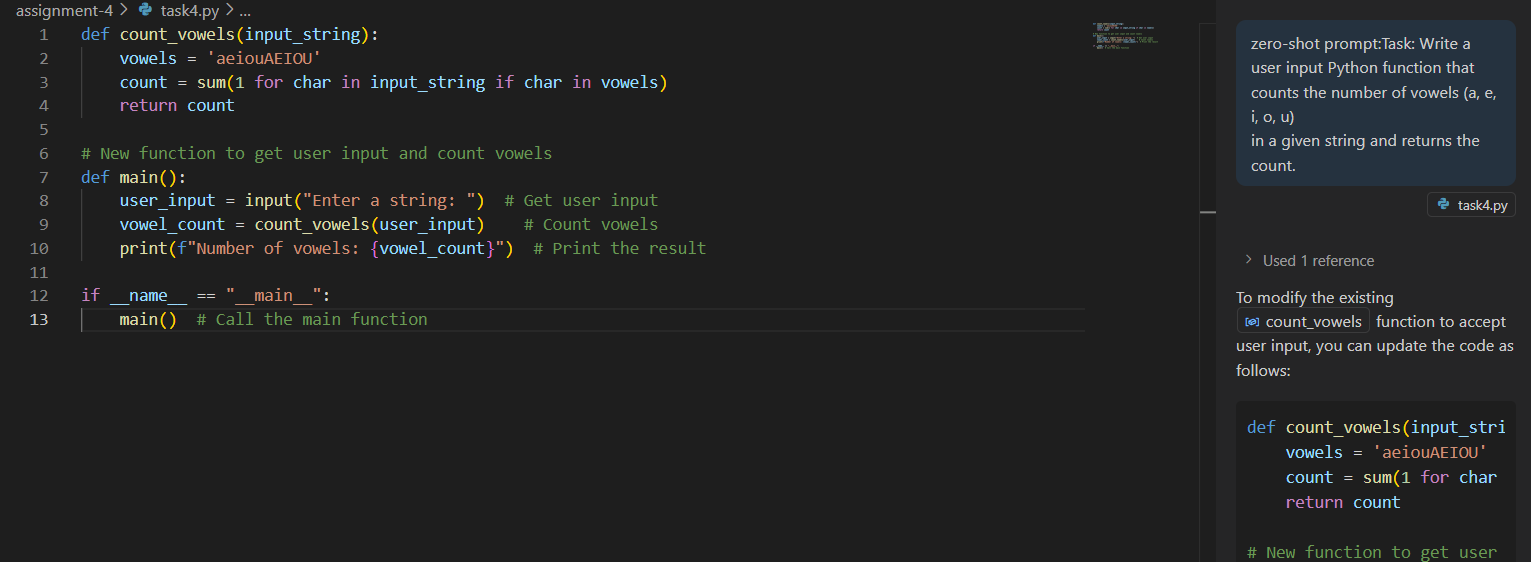 assignment-4 > task4.py > ...
1 def count_vowels(input_string):
2     vowels = 'aeiouAEIOU'
3     count = sum(1 for char in input_string if char in vowels)
4     return count
5
6 # New function to get user input and count vowels
7 def main():
8     user_input = input("Enter a string: ")  # Get user input
9     vowel_count = count_vowels(user_input)    # Count vowels
10     print(f"Number of vowels: {vowel_count}")  # Print the result
11
12 if __name__ == "__main__":
13     main()  # Call the main function
zero-shot prompt:Task: Write a
user input Python function that
counts the number of vowels (a, e,
i, o, u)
in a given string and returns the
count.
task4.py
> Used 1 reference
To modify the existing
count_vowels function to accept
user input, you can update the code as
follows:
def count_vowels(input_stri
    vowels = 'aeiouAEIOU'
    count = sum(1 for char
    return count
# New function to get user